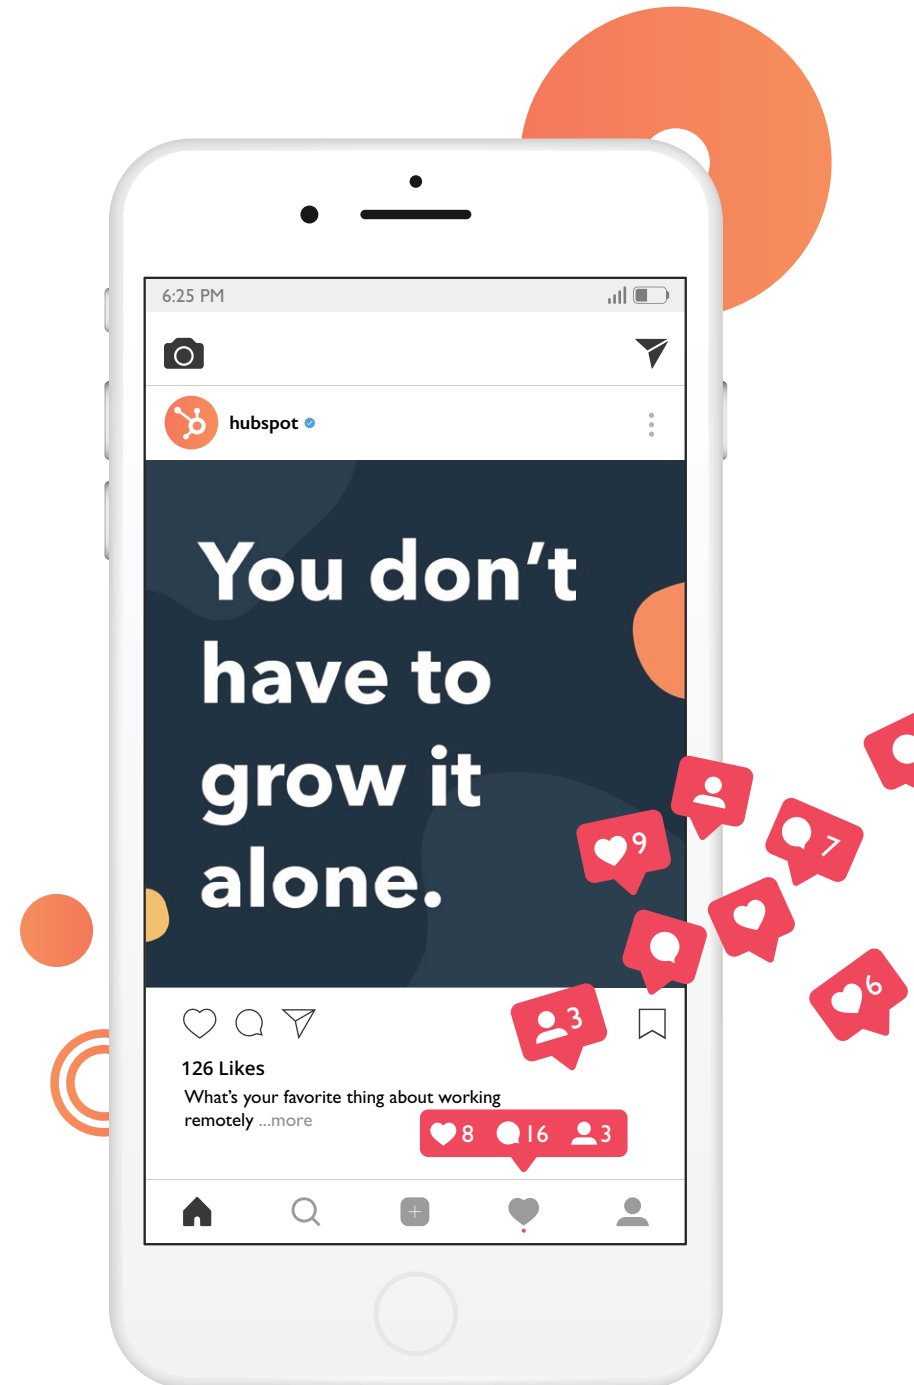 6:25 PM
hubspot
You don't
have to
grow it
alone.
9
7
6
3
126 Likes
What's your favorite thing about working
remotely ...more
8 16 3